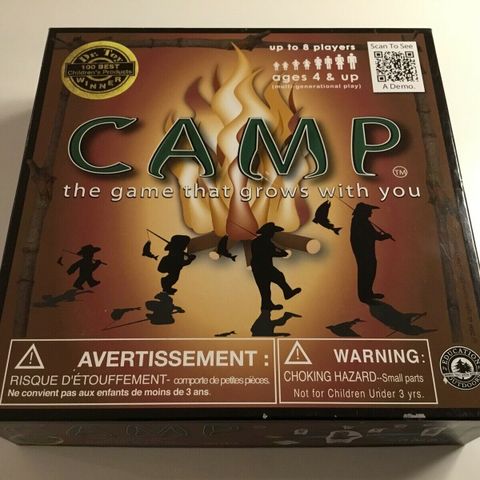 Dr. Toy
100 BEST
Children's Products
WINNER
up to 8 players
ages 4 & up
(multi-generational play)
Scan To See
A Demo.
CAMP
TM
the game that grows with you
AVERTISSEMENT :
RISQUE D'ÉTOUFFEMENT- comporte de petites pièces.
Ne convient pas aux enfants de moins de 3 ans.
WARNING:
CHOKING HAZARD--Small parts
Not for Children Under 3 yrs.
EDUCATION
OUTDOORS
CAMP